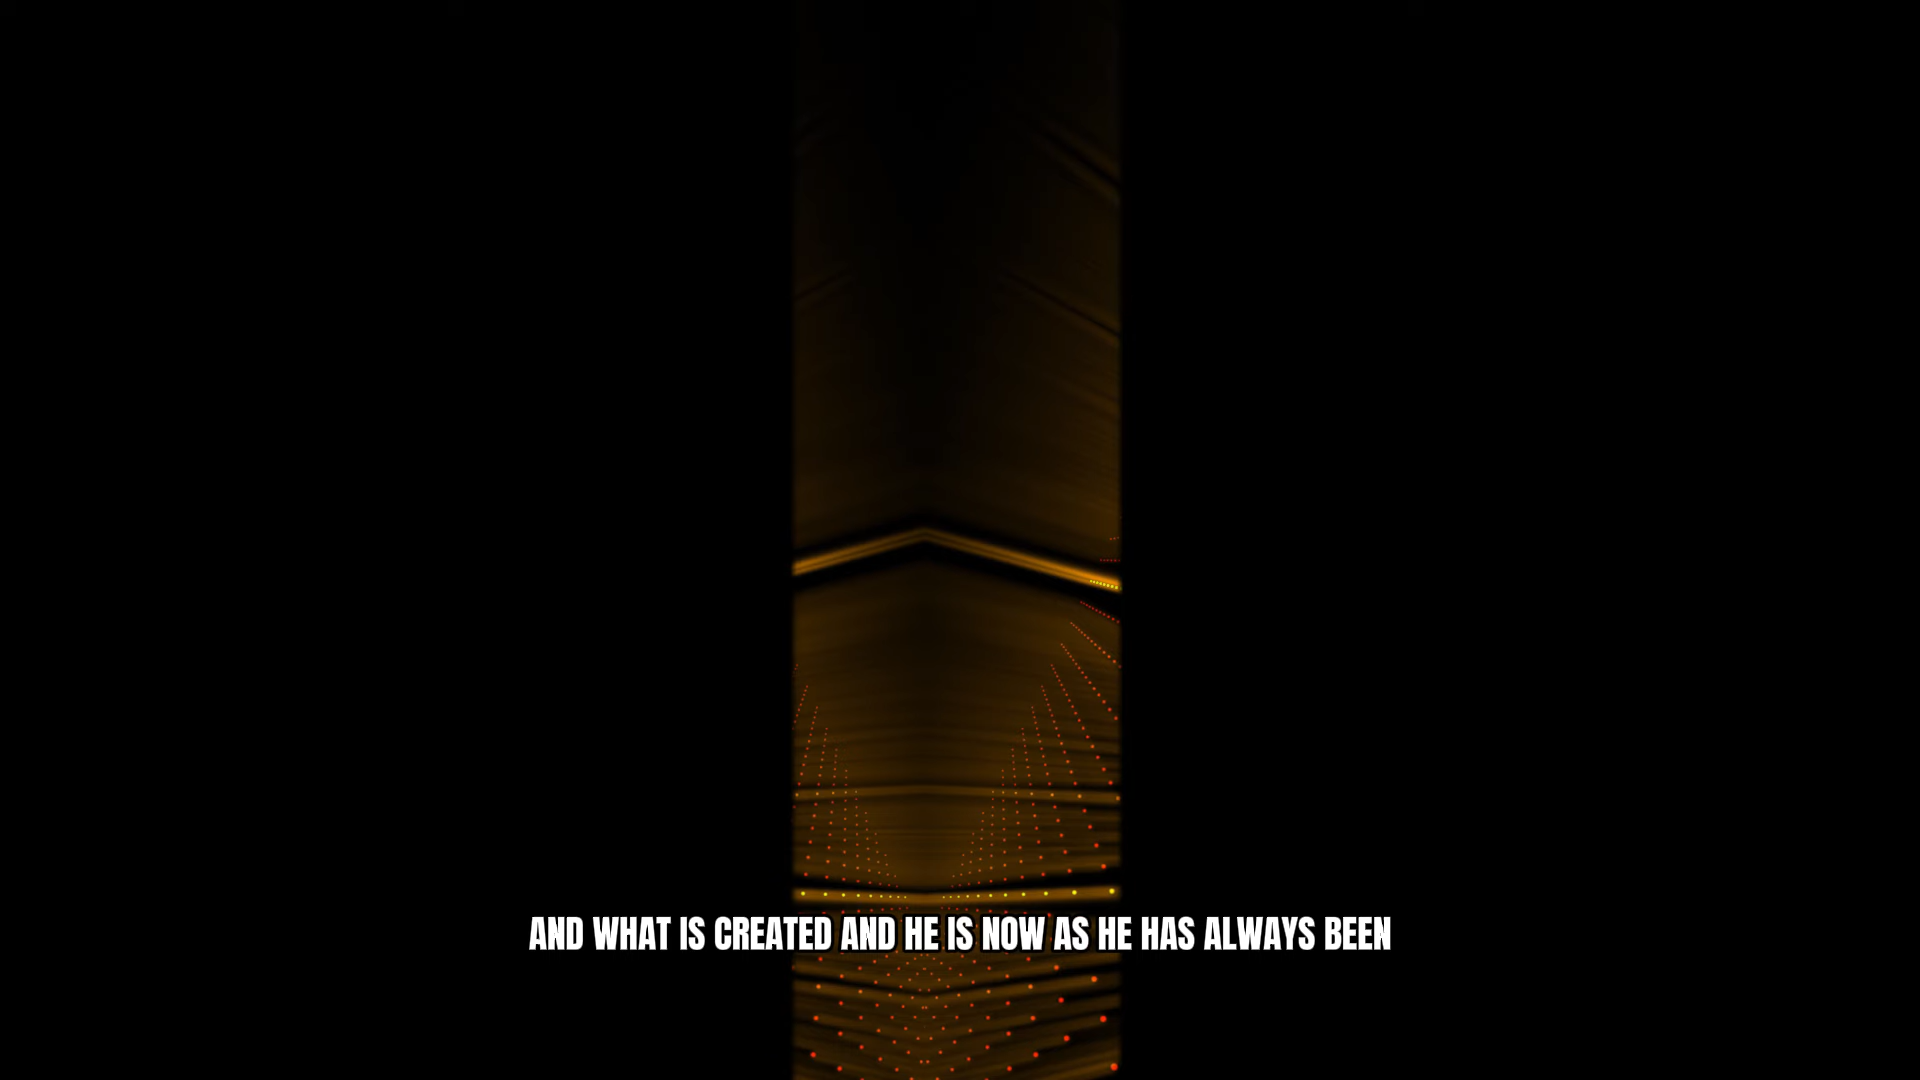 AND WHAT IS CREATED AND HE IS NOW AS HE HAS ALWAYS BEEN